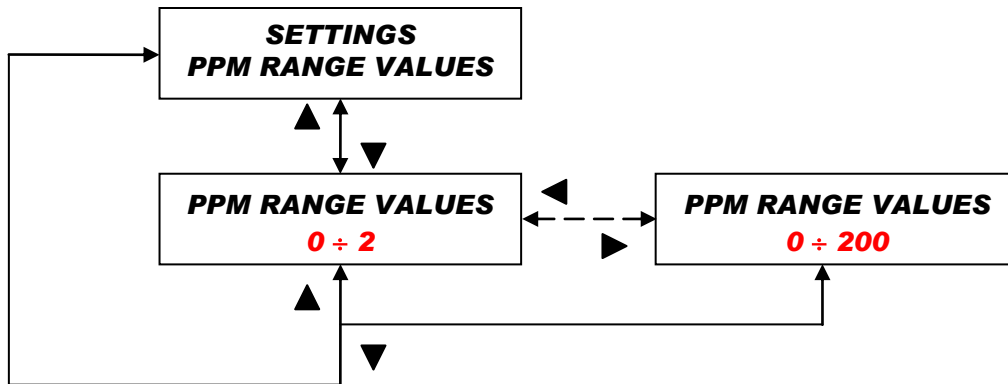 SETTINGS
PPM RANGE VALUES
PPM RANGE VALUES
0 ÷ 2
PPM RANGE VALUES
0 ÷ 200